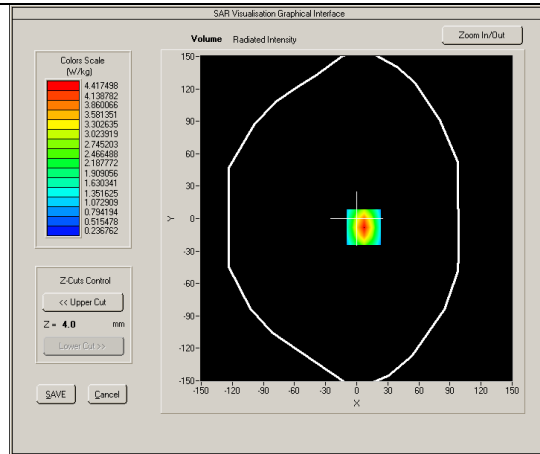 SAR Visualisation Graphical Interface
Colors Scale
(W/kg)
4.417498
4.138782
3.860066
3.581351
3.302635
3.023919
2.745203
2.466488
2.187772
1.909056
1.630341
1.351625
1.072909
0.794194
0.515478
0.236762
Z-Cuts Control
<< Upper Cut
Z = 4.0 mm
Lower Cut >>
SAVE Cancel
Volume Radiated Intensity
Zoom In/Out
150
120
90
60
30
0
-30
-60
-90
-120
-150
Y
-150 -120 -90 -60 -30 0 30 60 90 120 150
X